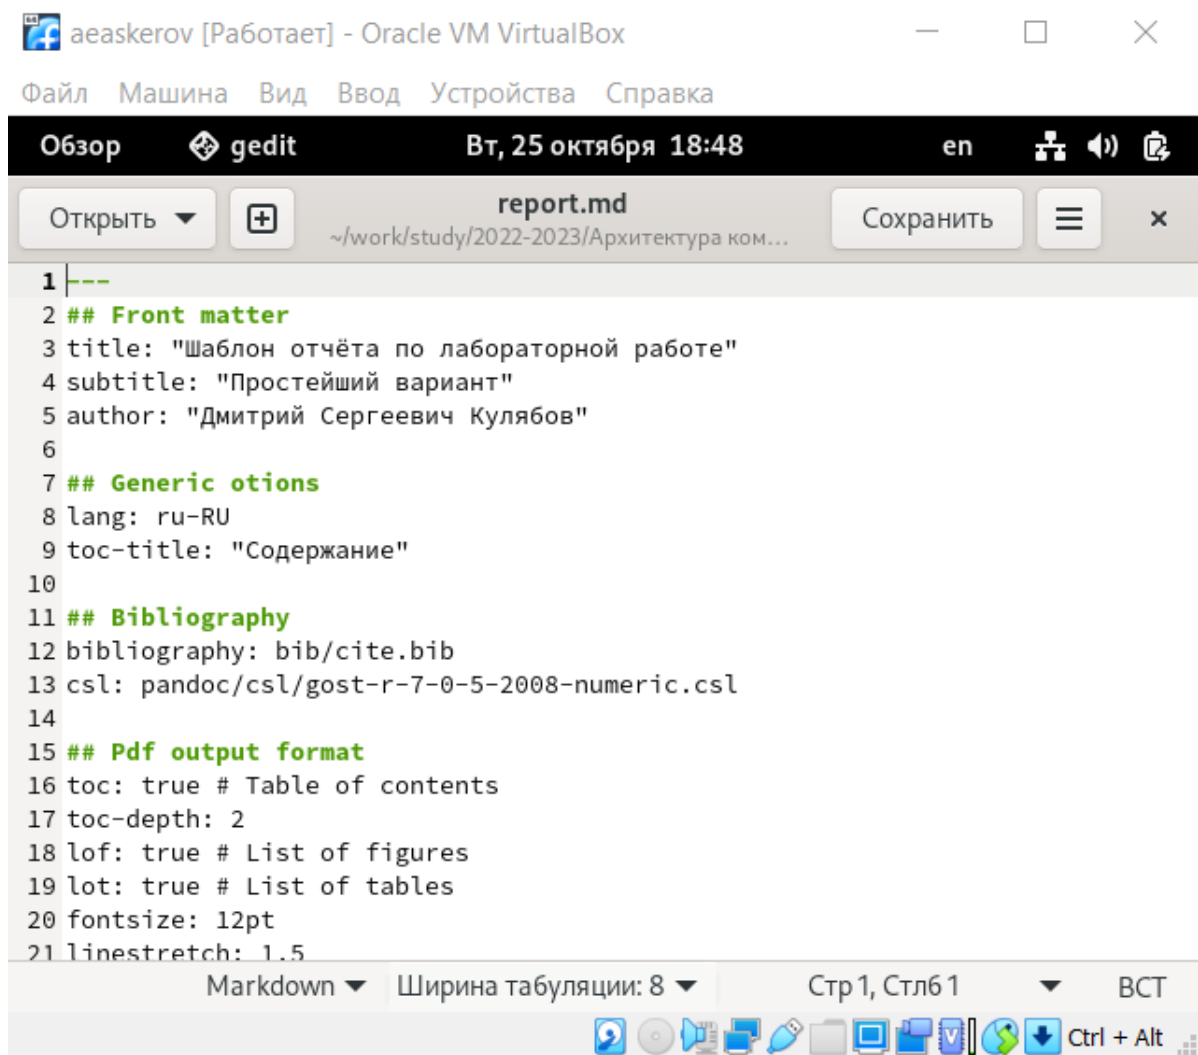 aeaskerov [Работает] - Oracle VM VirtualBox
Файл Машина Вид Ввод Устройства Справка
Обзор gedit Вт, 25 октября 18:48 en
Открыть report.md Сохранить
~/work/study/2022-2023/Архитектура ком...
1 ---
2 ## Front matter
3 title: "Шаблон отчёта по лабораторной работе"
4 subtitle: "Простейший вариант"
5 author: "Дмитрий Сергеевич Кулябов"
6
7 ## Generic otions
8 lang: ru-RU
9 toc-title: "Содержание"
10
11 ## Bibliography
12 bibliography: bib/cite.bib
13 csl: pandoc/csl/gost-r-7-0-5-2008-numeric.csl
14
15 ## Pdf output format
16 toc: true # Table of contents
17 toc-depth: 2
18 lof: true # List of figures
19 lot: true # List of tables
20 fontsize: 12pt
21 linestretch: 1.5
Markdown Ширина табуляции: 8 Стр 1, Стлб 1 ВСТ
Ctrl + Alt